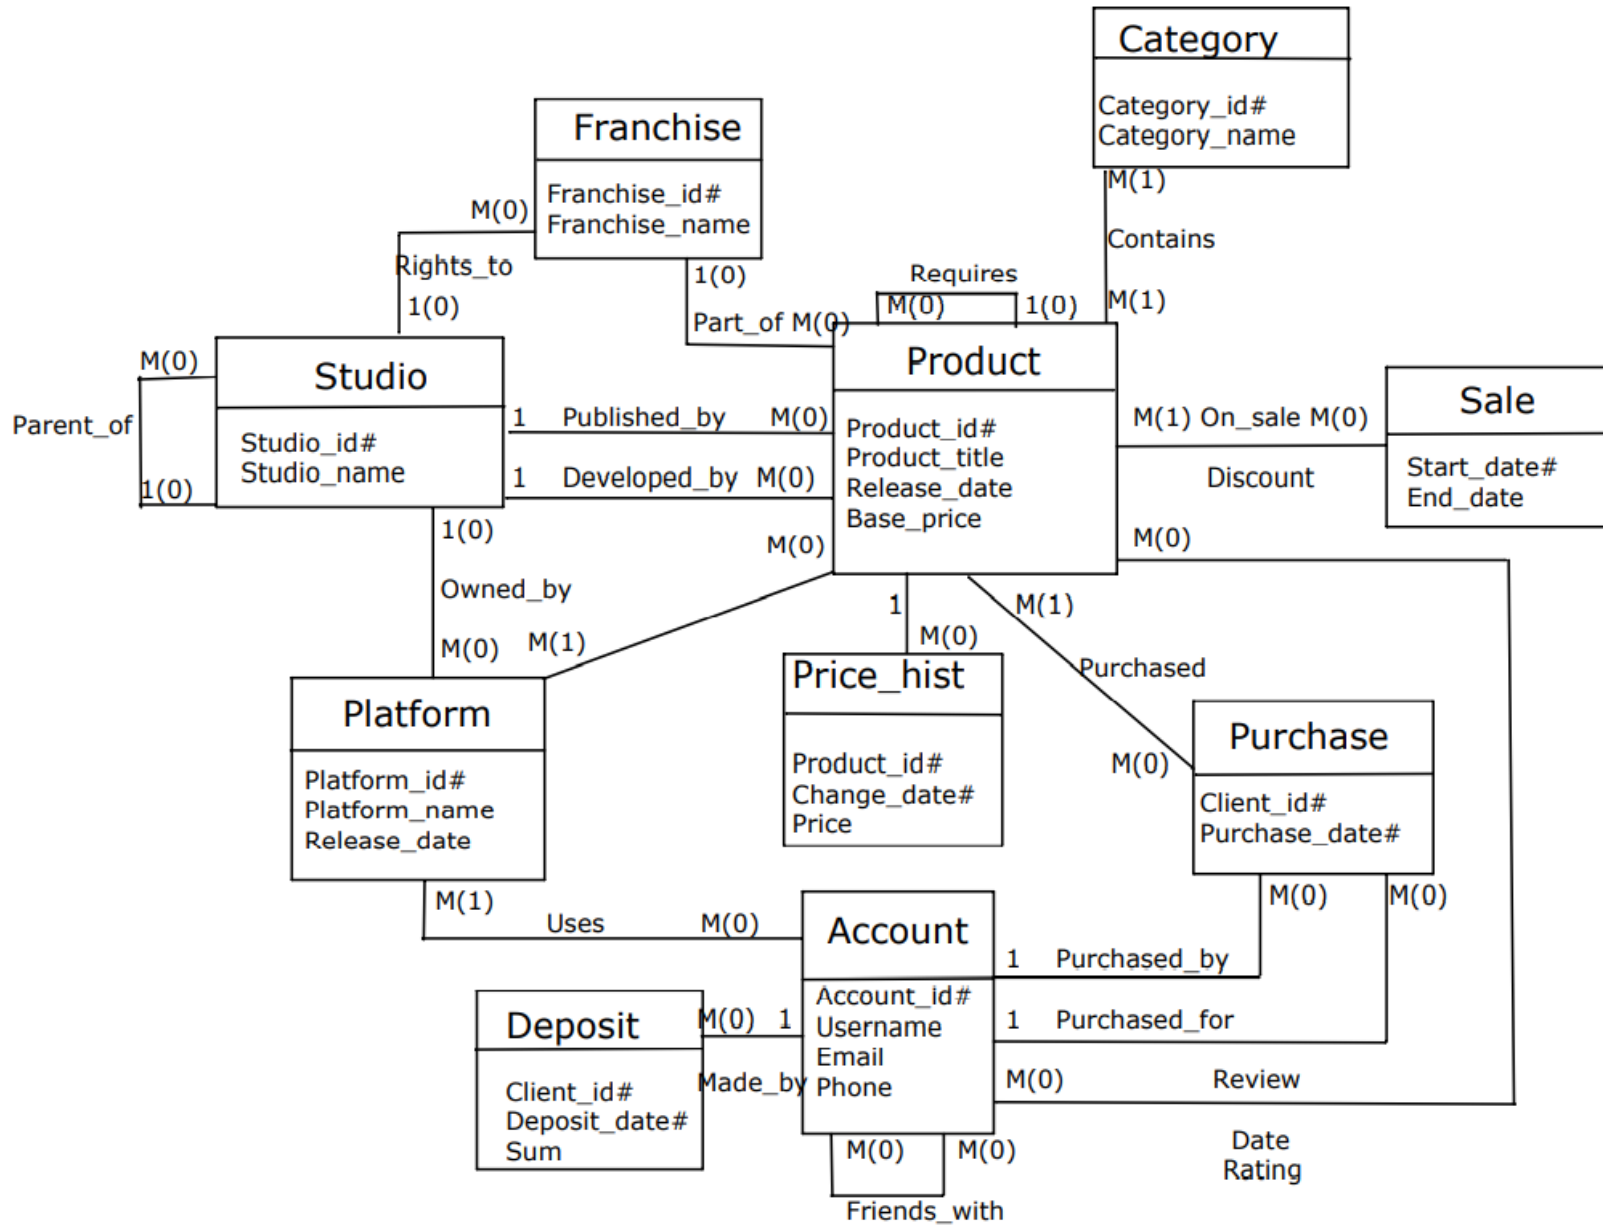 Category
Category_id#
Category_name
M(1)
Contains
M(1)
Franchise
Franchise_id#
Franchise_name
M(0)
Rights_to
1(0)
1(0)
Part_of M(0)
Requires
M(0)
1(0)
Studio
Studio_id#
Studio_name
M(0)
Parent_of
1(0)
1 Published_by M(0)
1 Developed_by M(0)
Product
Product_id#
Product_title
Release_date
Base_price
M(1) On_sale M(0)
Discount
Sale
Start_date#
End_date
1(0)
Owned_by
M(0)
M(0)
M(1)
1
M(0)
M(1)
Purchased
M(0)
M(0)
Platform
Platform_id#
Platform_name
Release_date
Price_hist
Product_id#
Change_date#
Price
Purchase
Client_id#
Purchase_date#
M(1)
Uses
M(0)
M(0)
M(0)
Account
Account_id#
Username
Email
Phone
1 Purchased_by
1 Purchased_for
M(0) Review
Date
Rating
Deposit
Client_id#
Deposit_date#
Sum
M(0) 1
Made_by
M(0)
M(0)
Friends_with